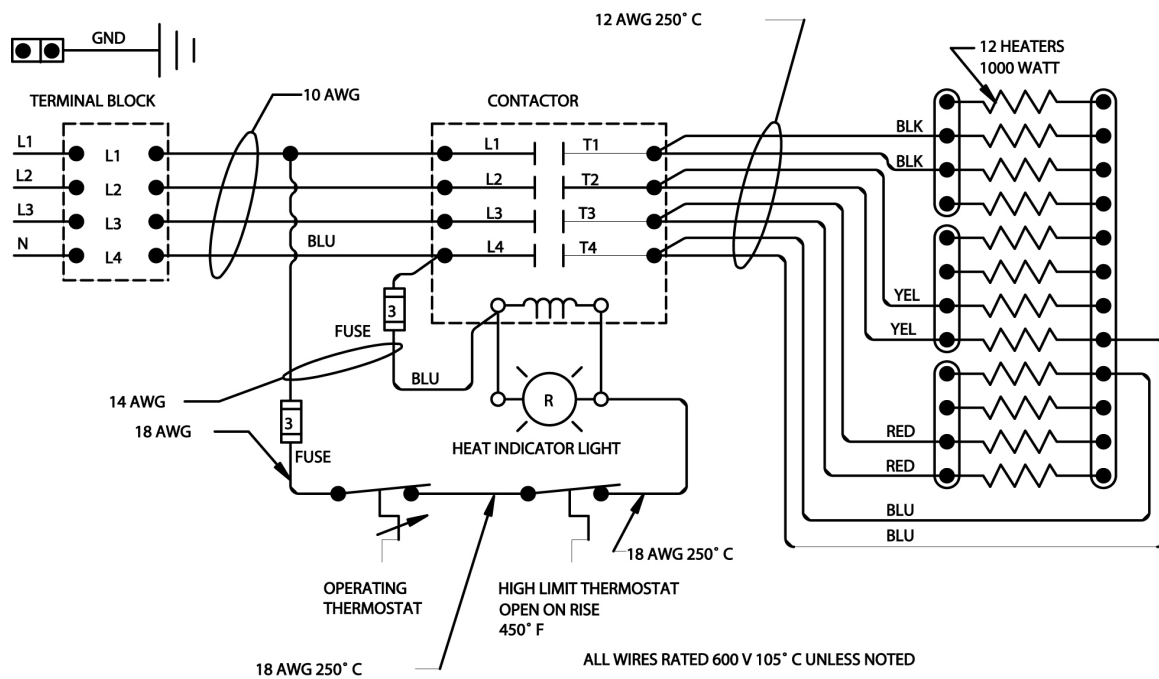 12 AWG 250° C
GND
12 HEATERS
1000 WATT
TERMINAL BLOCK
10 AWG
CONTACTOR
BLK
L1
L1
L1
T1
BLK
L2
L2
L2
T2
L3
L3
L3
T3
N
L4
BLU
L4
T4
YEL
3
FUSE
YEL
BLU
14 AWG
R
3
18 AWG
RED
FUSE
HEAT INDICATOR LIGHT
RED
BLU
BLU
18 AWG 250° C
OPERATING
THERMOSTAT
HIGH LIMIT THERMOSTAT
OPEN ON RISE
450° F
18 AWG 250° C
ALL WIRES RATED 600 V 105° C UNLESS NOTED